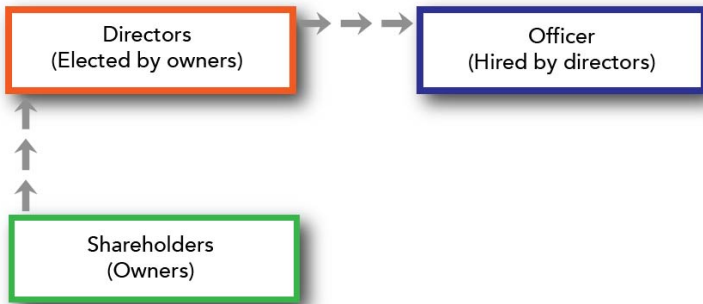 Directors
(Elected by owners)
Officer
(Hired by directors)
Shareholders
(Owners)